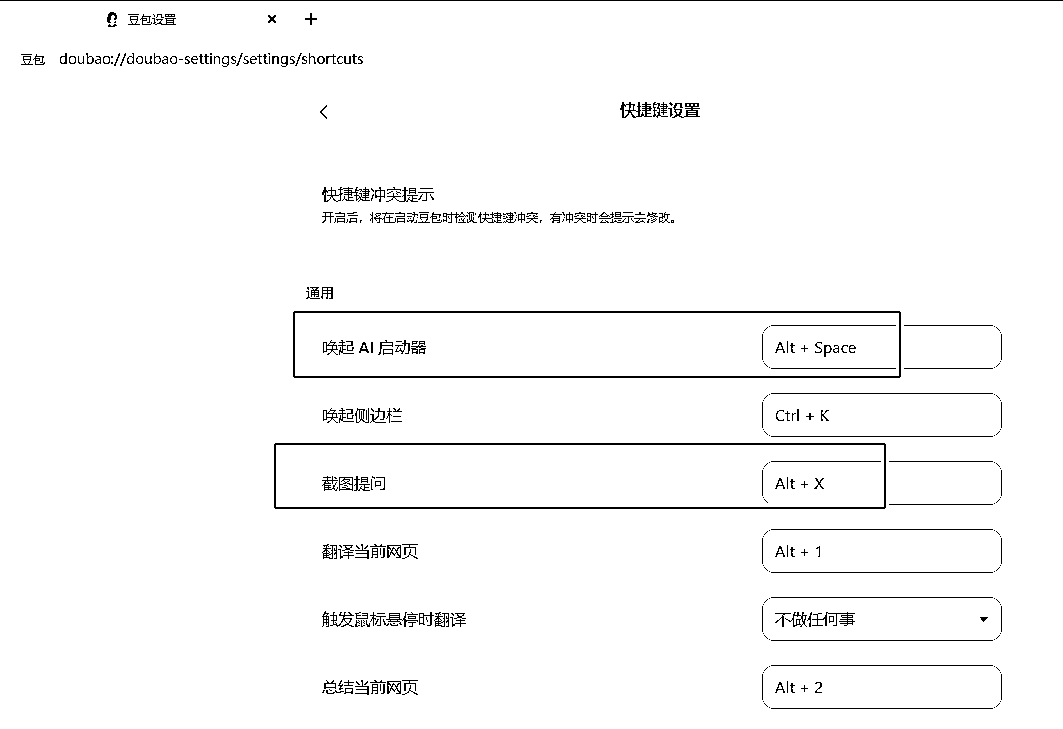 豆包设置
豆包 doubao://doubao-settings/settings/shortcuts
快捷键设置
快捷键冲突提示
开启后，将在启动豆包时检测快捷键冲突，有冲突时会提示去修改。
通用
唤起 AI 启动器 Alt + Space
唤起侧边栏 Ctrl + K
截图提问 Alt + X
翻译当前网页 Alt + 1
触发鼠标悬停时翻译 不做任何事
总结当前网页 Alt + 2